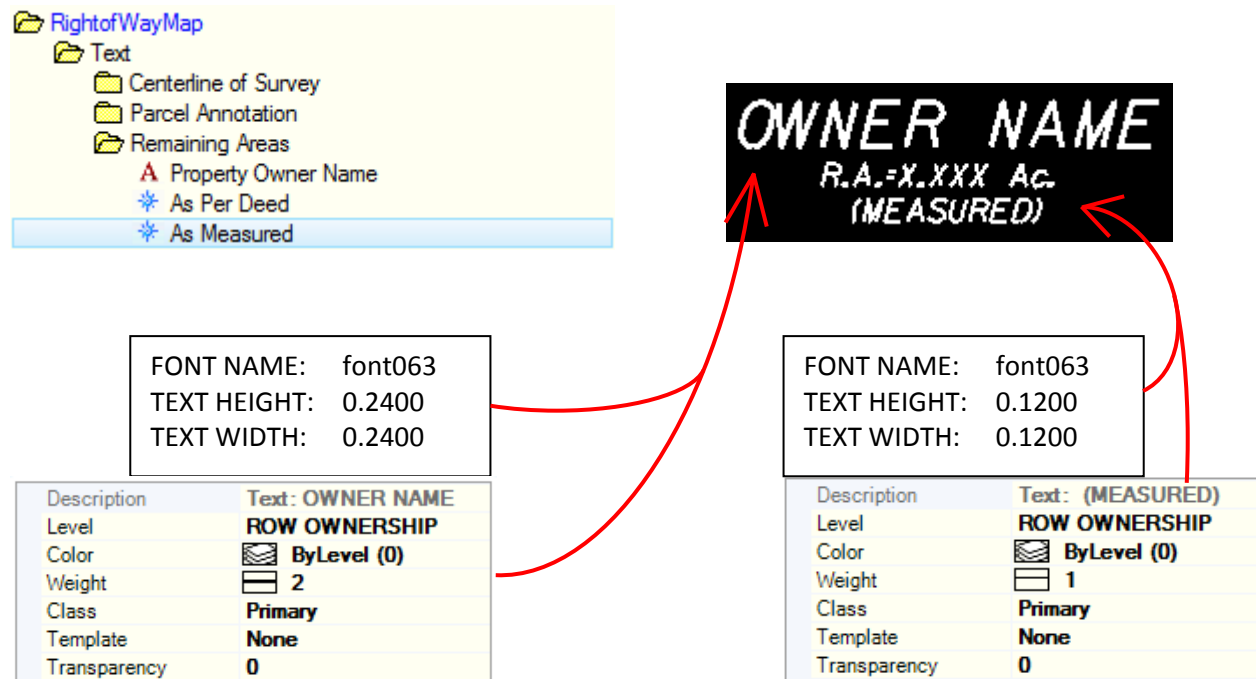 RightofWayMap
Text
Centerline of Survey
Parcel Annotation
Remaining Areas
A Property Owner Name
As Per Deed
As Measured
OWNER NAME
R.A.=X.XXX Ac.
(MEASURED)
FONT NAME: font063
TEXT HEIGHT: 0.2400
TEXT WIDTH: 0.2400
FONT NAME: font063
TEXT HEIGHT: 0.1200
TEXT WIDTH: 0.1200
Description Text: OWNER NAME
Level ROW OWNERSHIP
Color ByLevel (0)
Weight 2
Class Primary
Template None
Transparency 0
Description Text: (MEASURED)
Level ROW OWNERSHIP
Color ByLevel (0)
Weight 1
Class Primary
Template None
Transparency 0